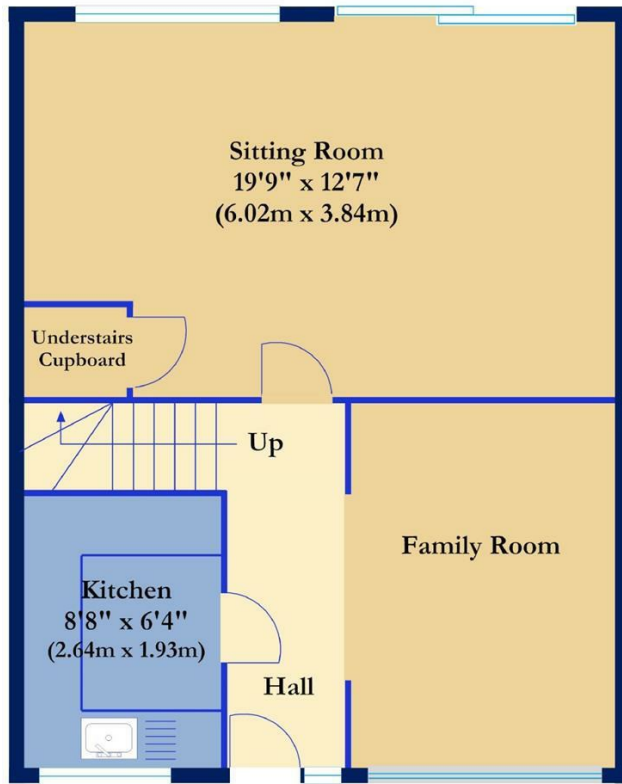 Sitting Room
19'9" x 12'7"
(6.02m x 3.84m)
Understairs
Cupboard
Up
Family Room
Kitchen
8'8" x 6'4"
(2.64m x 1.93m)
Hall